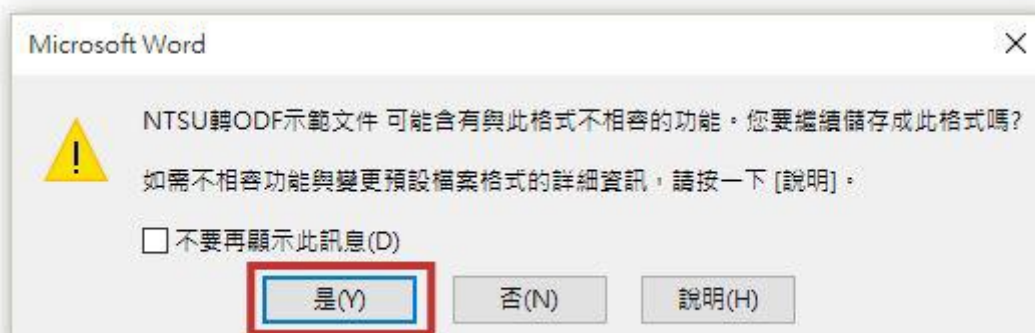 Microsoft Word
NTSU轉ODF示範文件 可能含有與此格式不相容的功能。您要繼續儲存成此格式嗎?
如需不相容功能與變更預設檔案格式的詳細資訊，請按一下 [說明]。
不要再顯示此訊息(D)
是(Y) 否(N) 說明(H)